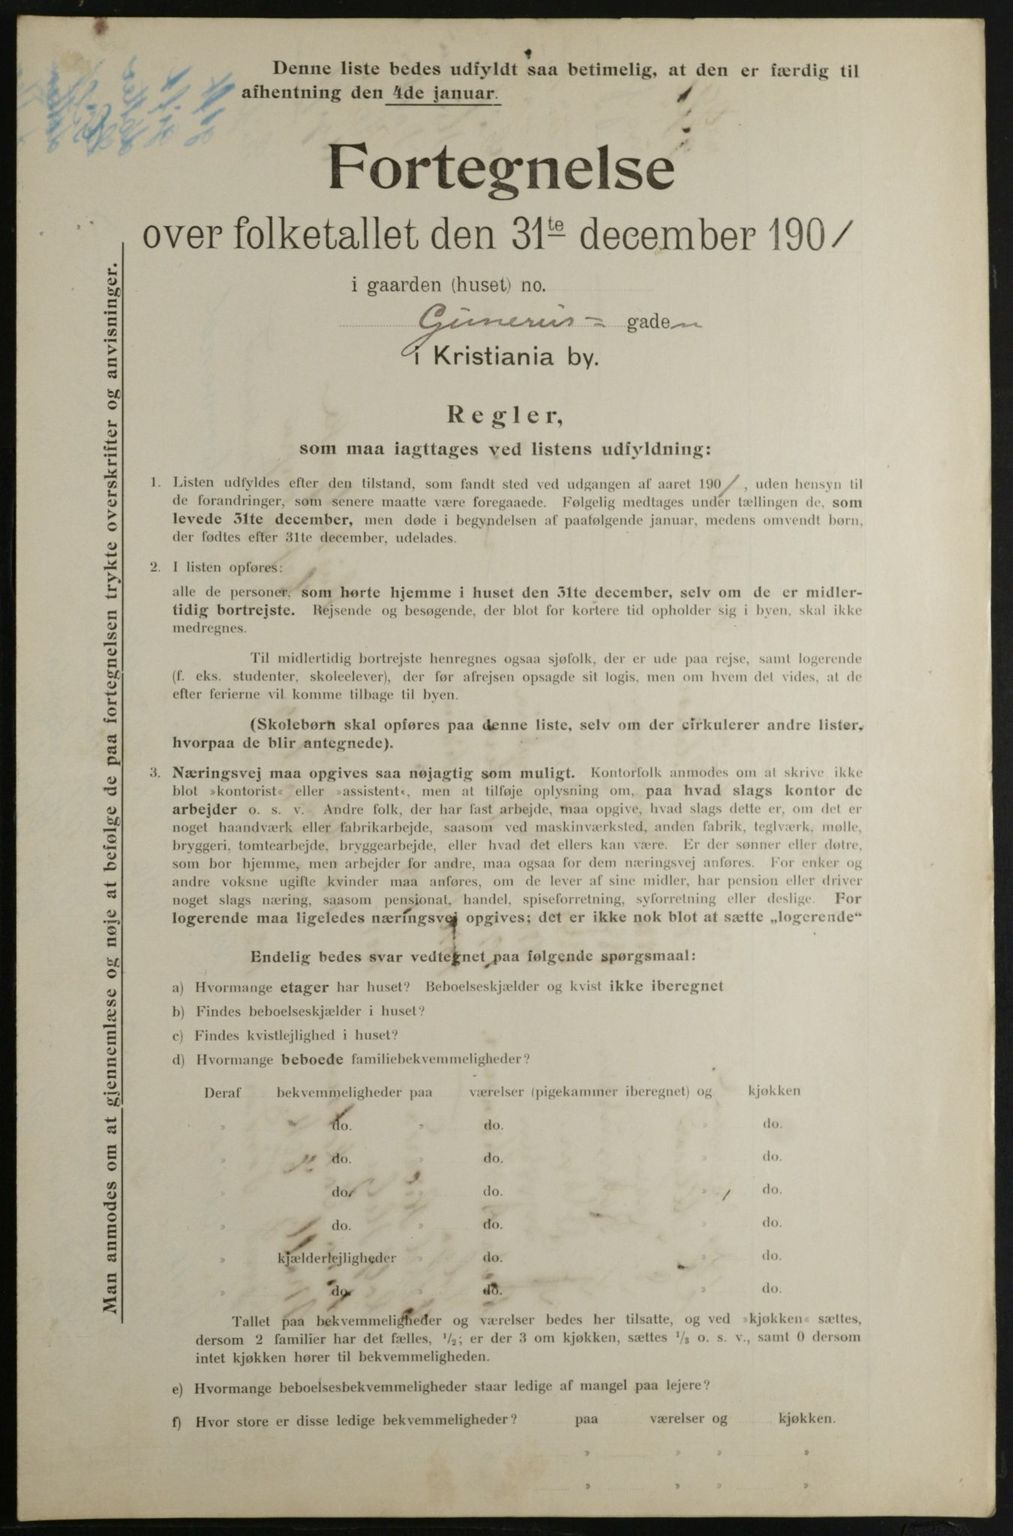 Denne liste bedes udfyldt saa betimelig, at den er færdig til
afhentning den 4de januar.
Fortegnelse
over folketallet den 31te december 1901
i gaarden (huset) no.
Gunerius= gaden
i Kristiania by.
Regler,
som maa iagttages ved listens udfyldning:
1. Listen udfyldes efter den tilstand, som fandt sted ved udgangen af aaret 1901, uden hensyn til
de forandringer, som senere maatte være foregaaede. Følgelig medtages under tællingen de, som
levede 31te december, men døde i begyndelsen af paafølgende januar, medens omvendt børn,
der fødtes efter 31te december, udelades.
2. I listen opføres:
alle de personer, som hørte hjemme i huset den 31te december, selv om de er midler-
tidig bortrejste. Rejsende og besøgende, der blot for kortere tid opholder sig i byen, skal ikke
medregnes.
Til midlertidig bortrejste henregnes ogsaa sjøfolk, der er ude paa rejse, samt logerende
(f. eks. studenter, skoleelever), der før afrejsen opsagde sit logis, men om hvem det vides, at de
efter ferierne vil komme tilbage til byen.
(Skolebørn skal opføres paa denne liste, selv om der cirkulerer andre lister,
hvorpaa de blir antegnede).
3. Næringsvej maa opgives saa nøjagtig som muligt. Kontorfolk anmodes om at skrive ikke
blot »kontorist« eller »assistent«, men at tilføje oplysning om, paa hvad slags kontor de
arbejder o. s. v. Andre folk, der har fast arbejde, maa opgive, hvad slags dette er, om det er
noget haandværk eller fabrikarbejde, saasom ved maskinværksted, anden fabrik, teglværk, mølle,
bryggeri, tomtearbejde, bryggearbejde, eller hvad det ellers kan være. Er der sønner eller døtre,
som bor hjemme, men arbejder for andre, maa ogsaa for dem næringsvej anføres. For enker og
andre voksne ugifte kvinder maa anføres, om de lever af sine midler, har pension eller driver
noget slags næring, saasom pensjonat, handel, spiseforretning, syforretning eller deslige. For
logerende maa ligeledes næringsvej opgives; det er ikke nok blot at sætte „logerende“
Endelig bedes svar vedtegnet paa følgende spørgsmaal:
a) Hvormange etager har huset? Beboelseskjælder og kvist ikke iberegnet
b) Findes beboelseskjælder i huset?
c) Findes kvistlejlighed i huset?
d) Hvormange beboede familiebekvemmeligheder?
Deraf bekvemmeligheder paa værelser (pigekammer iberegnet) og kjøkken
» do. » do. » do.
» do. » do. » do.
» do. » do. » do.
» do. » do. » do.
» kjælderlejligheder » do. » do.
» do. » do. » do.
Tallet paa bekvemmeligheder og værelser bedes her tilsatte, og ved »kjøkken« sættes,
dersom 2 familier har det fælles, 1/2; er der 3 om kjøkken, sættes 1/3 o. s. v., samt 0 dersom
intet kjøkken hører til bekvemmeligheden.
e) Hvormange beboelsesbekvemmeligheder staar ledige af mangel paa lejere?
f) Hvor store er disse ledige bekvemmeligheder? paa værelser og kjøkken.
» » » »
» » » »
Man anmodes om at gjennemlæse og nøje at befølge de paa fortegnelsen trykte overskrifter og anvisninger.